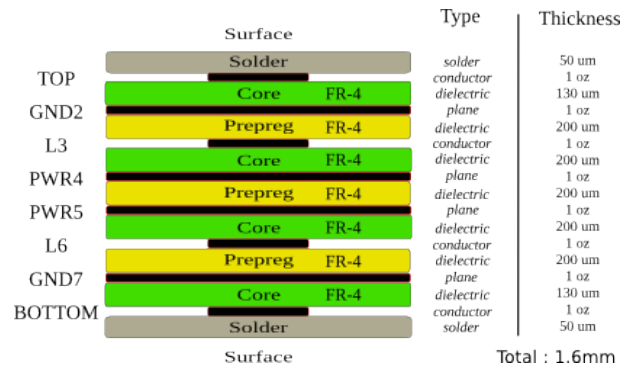 Type Thickness
Surface
Solder solder 50 um
TOP conductor 1 oz
Core FR-4 dielectric 130 um
GND2 plane 1 oz
Prepreg FR-4 dielectric 200 um
L3 conductor 1 oz
Core FR-4 dielectric 200 um
PWR4 plane 1 oz
Prepreg FR-4 dielectric 200 um
PWR5 plane 1 oz
Core FR-4 dielectric 200 um
L6 conductor 1 oz
Prepreg FR-4 dielectric 200 um
GND7 plane 1 oz
Core FR-4 dielectric 130 um
BOTTOM conductor 1 oz
Solder solder 50 um
Surface Total : 1.6mm